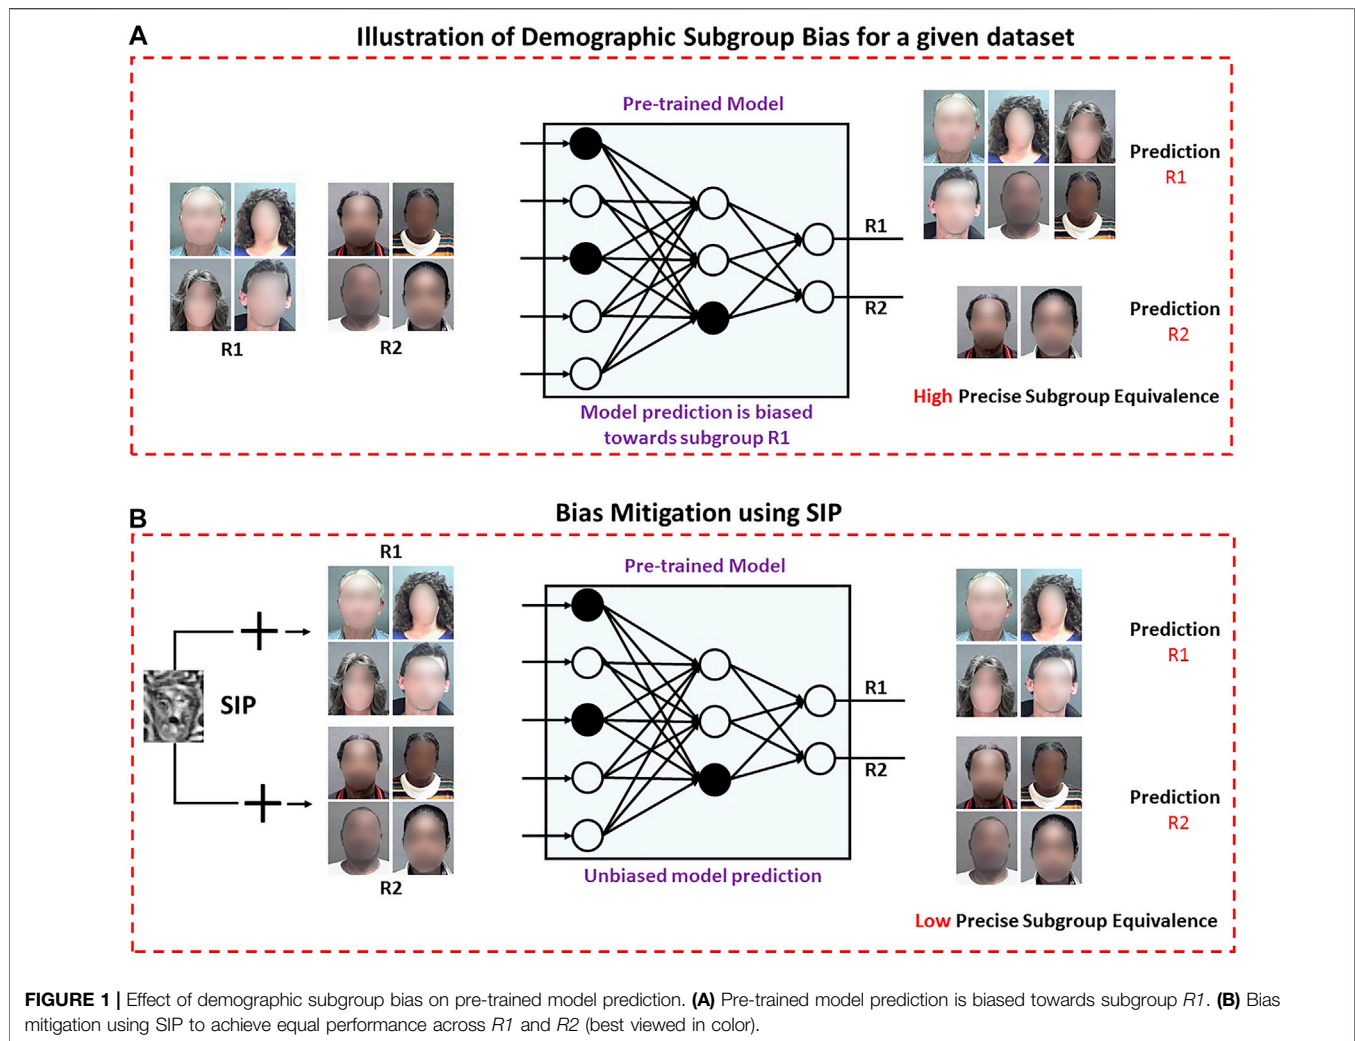 A
Illustration of Demographic Subgroup Bias for a given dataset
Pre-trained Model
R1
R2
R1
R2
Model prediction is biased
towards subgroup R1
Prediction
R1
Prediction
R2
High Precise Subgroup Equivalence
B
Bias Mitigation using SIP
R1
SIP
R2
Pre-trained Model
R1
R2
Unbiased model prediction
Prediction
R1
Prediction
R2
Low Precise Subgroup Equivalence
FIGURE 1 | Effect of demographic subgroup bias on pre-trained model prediction. (A) Pre-trained model prediction is biased towards subgroup R1. (B) Bias
mitigation using SIP to achieve equal performance across R1 and R2 (best viewed in color).